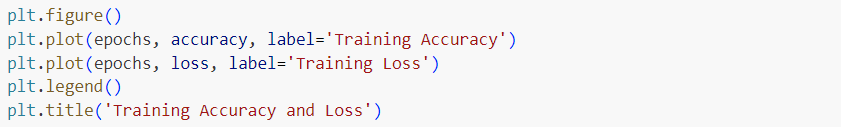 plt.figure()
plt.plot(epochs, accuracy, label='Training Accuracy')
plt.plot(epochs, loss, label='Training Loss')
plt.legend()
plt.title('Training Accuracy and Loss')